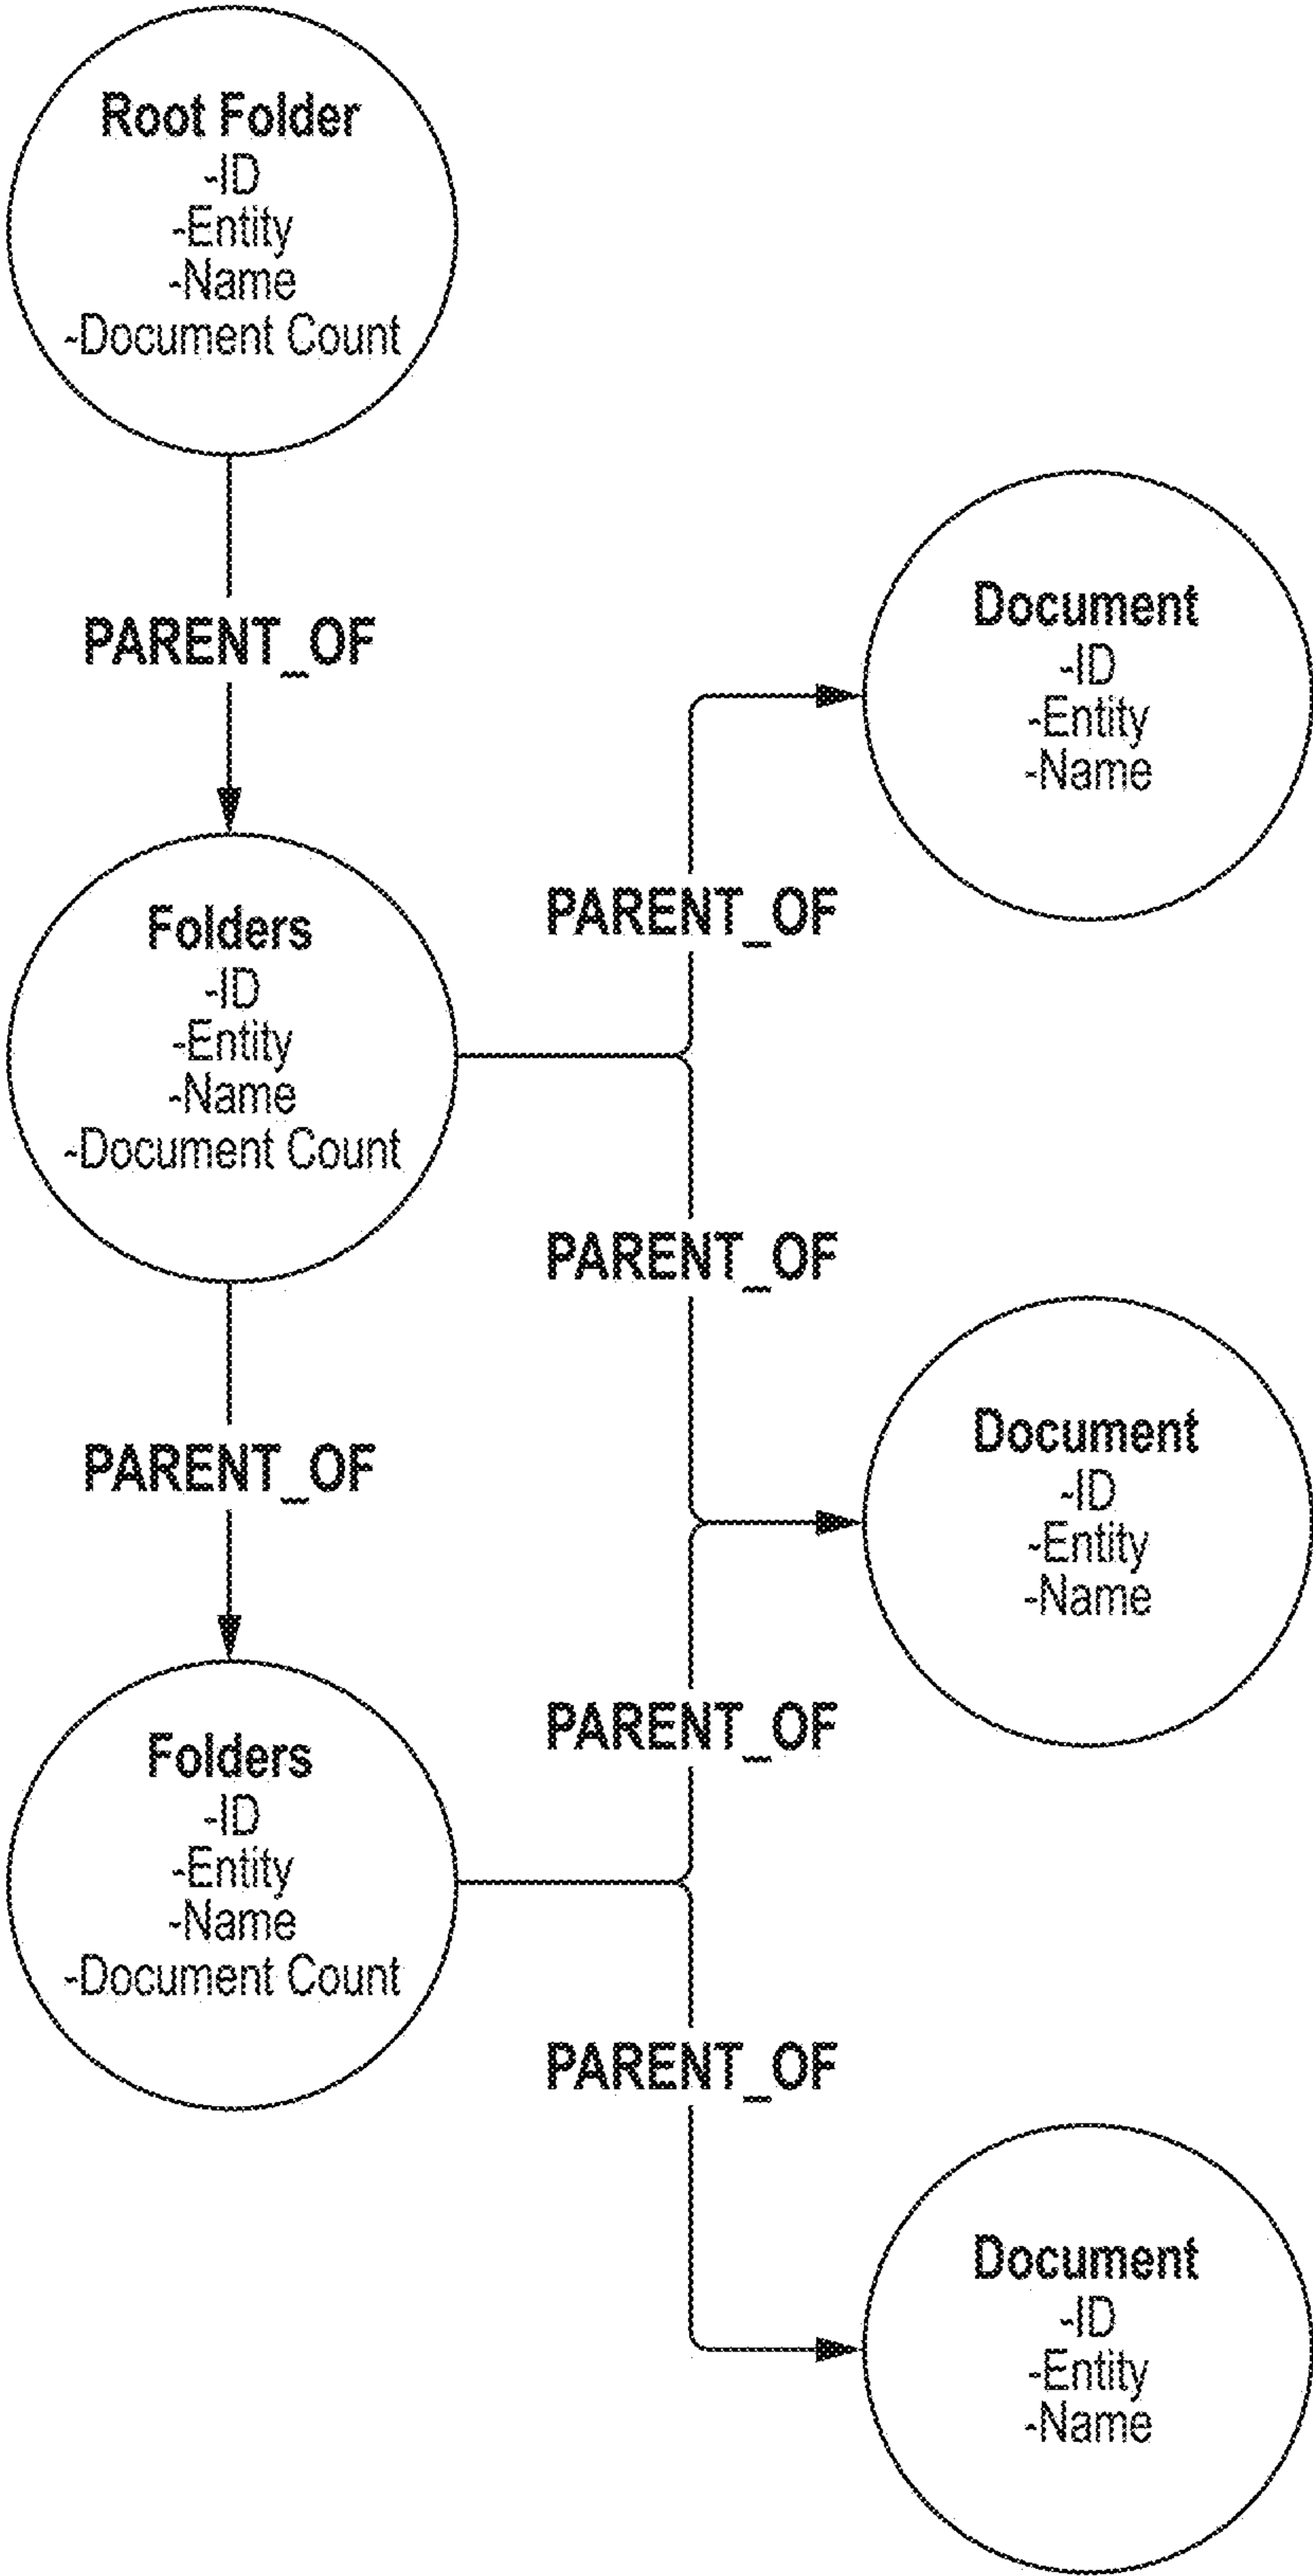 Root Folder
-ID
-Entity
-Name
-Document Count
PARENT_OF
Document
-ID
-Entity
-Name
PARENT_OF
Folders
-ID
-Entity
-Name
-Document Count
PARENT_OF
Document
-ID
-Entity
-Name
PARENT_OF
PARENT_OF
Folders
-ID
-Entity
-Name
-Document Count
PARENT_OF
Document
-ID
-Entity
-Name